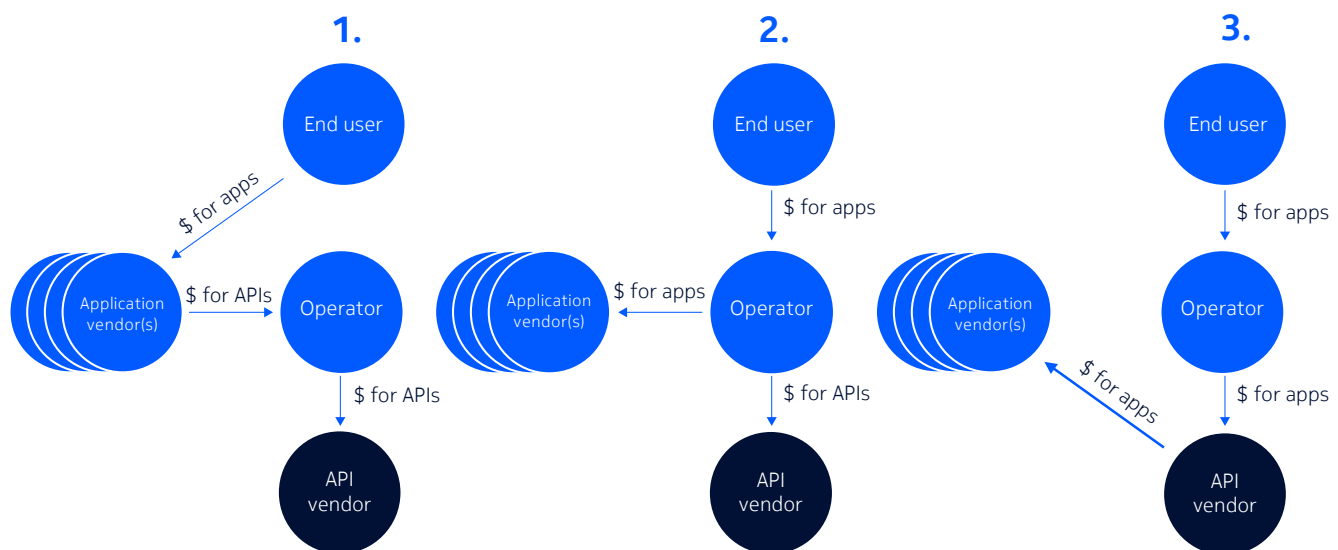 1.
End user
$ for apps
Application
vendor(s)
$ for APIs
Operator
$ for APIs
API
vendor
2.
End user
$ for apps
Application
vendor(s)
$ for apps
Operator
$ for APIs
API
vendor
3.
End user
$ for apps
Application
vendor(s)
Operator
$ for apps
$ for apps
API
vendor